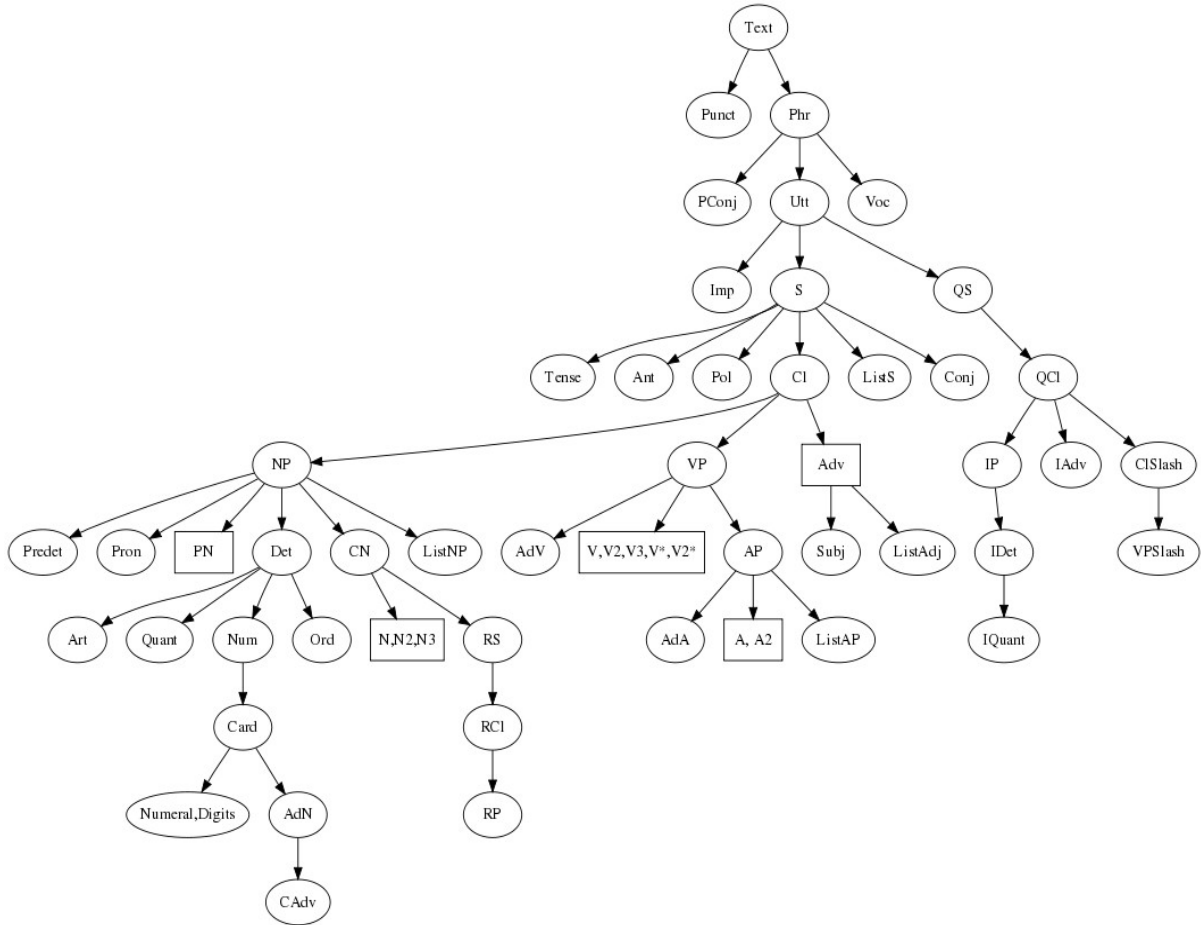 Text
Punct Phr
PConj Utt Voc
Imp S QS
Tense Ant Pol Cl ListS Conj QCl
NP VP Adv IP IAdv ClSlash
Predet Pron PN Det CN ListNP AdV V,V2,V3,V*,V2* AP Subj ListAdj IDet VPSlash
Art Quant Num Ord N,N2,N3 RS AdA A, A2 ListAP IQuant
Card RCl
Numeral,Digits AdN RP
CAdv